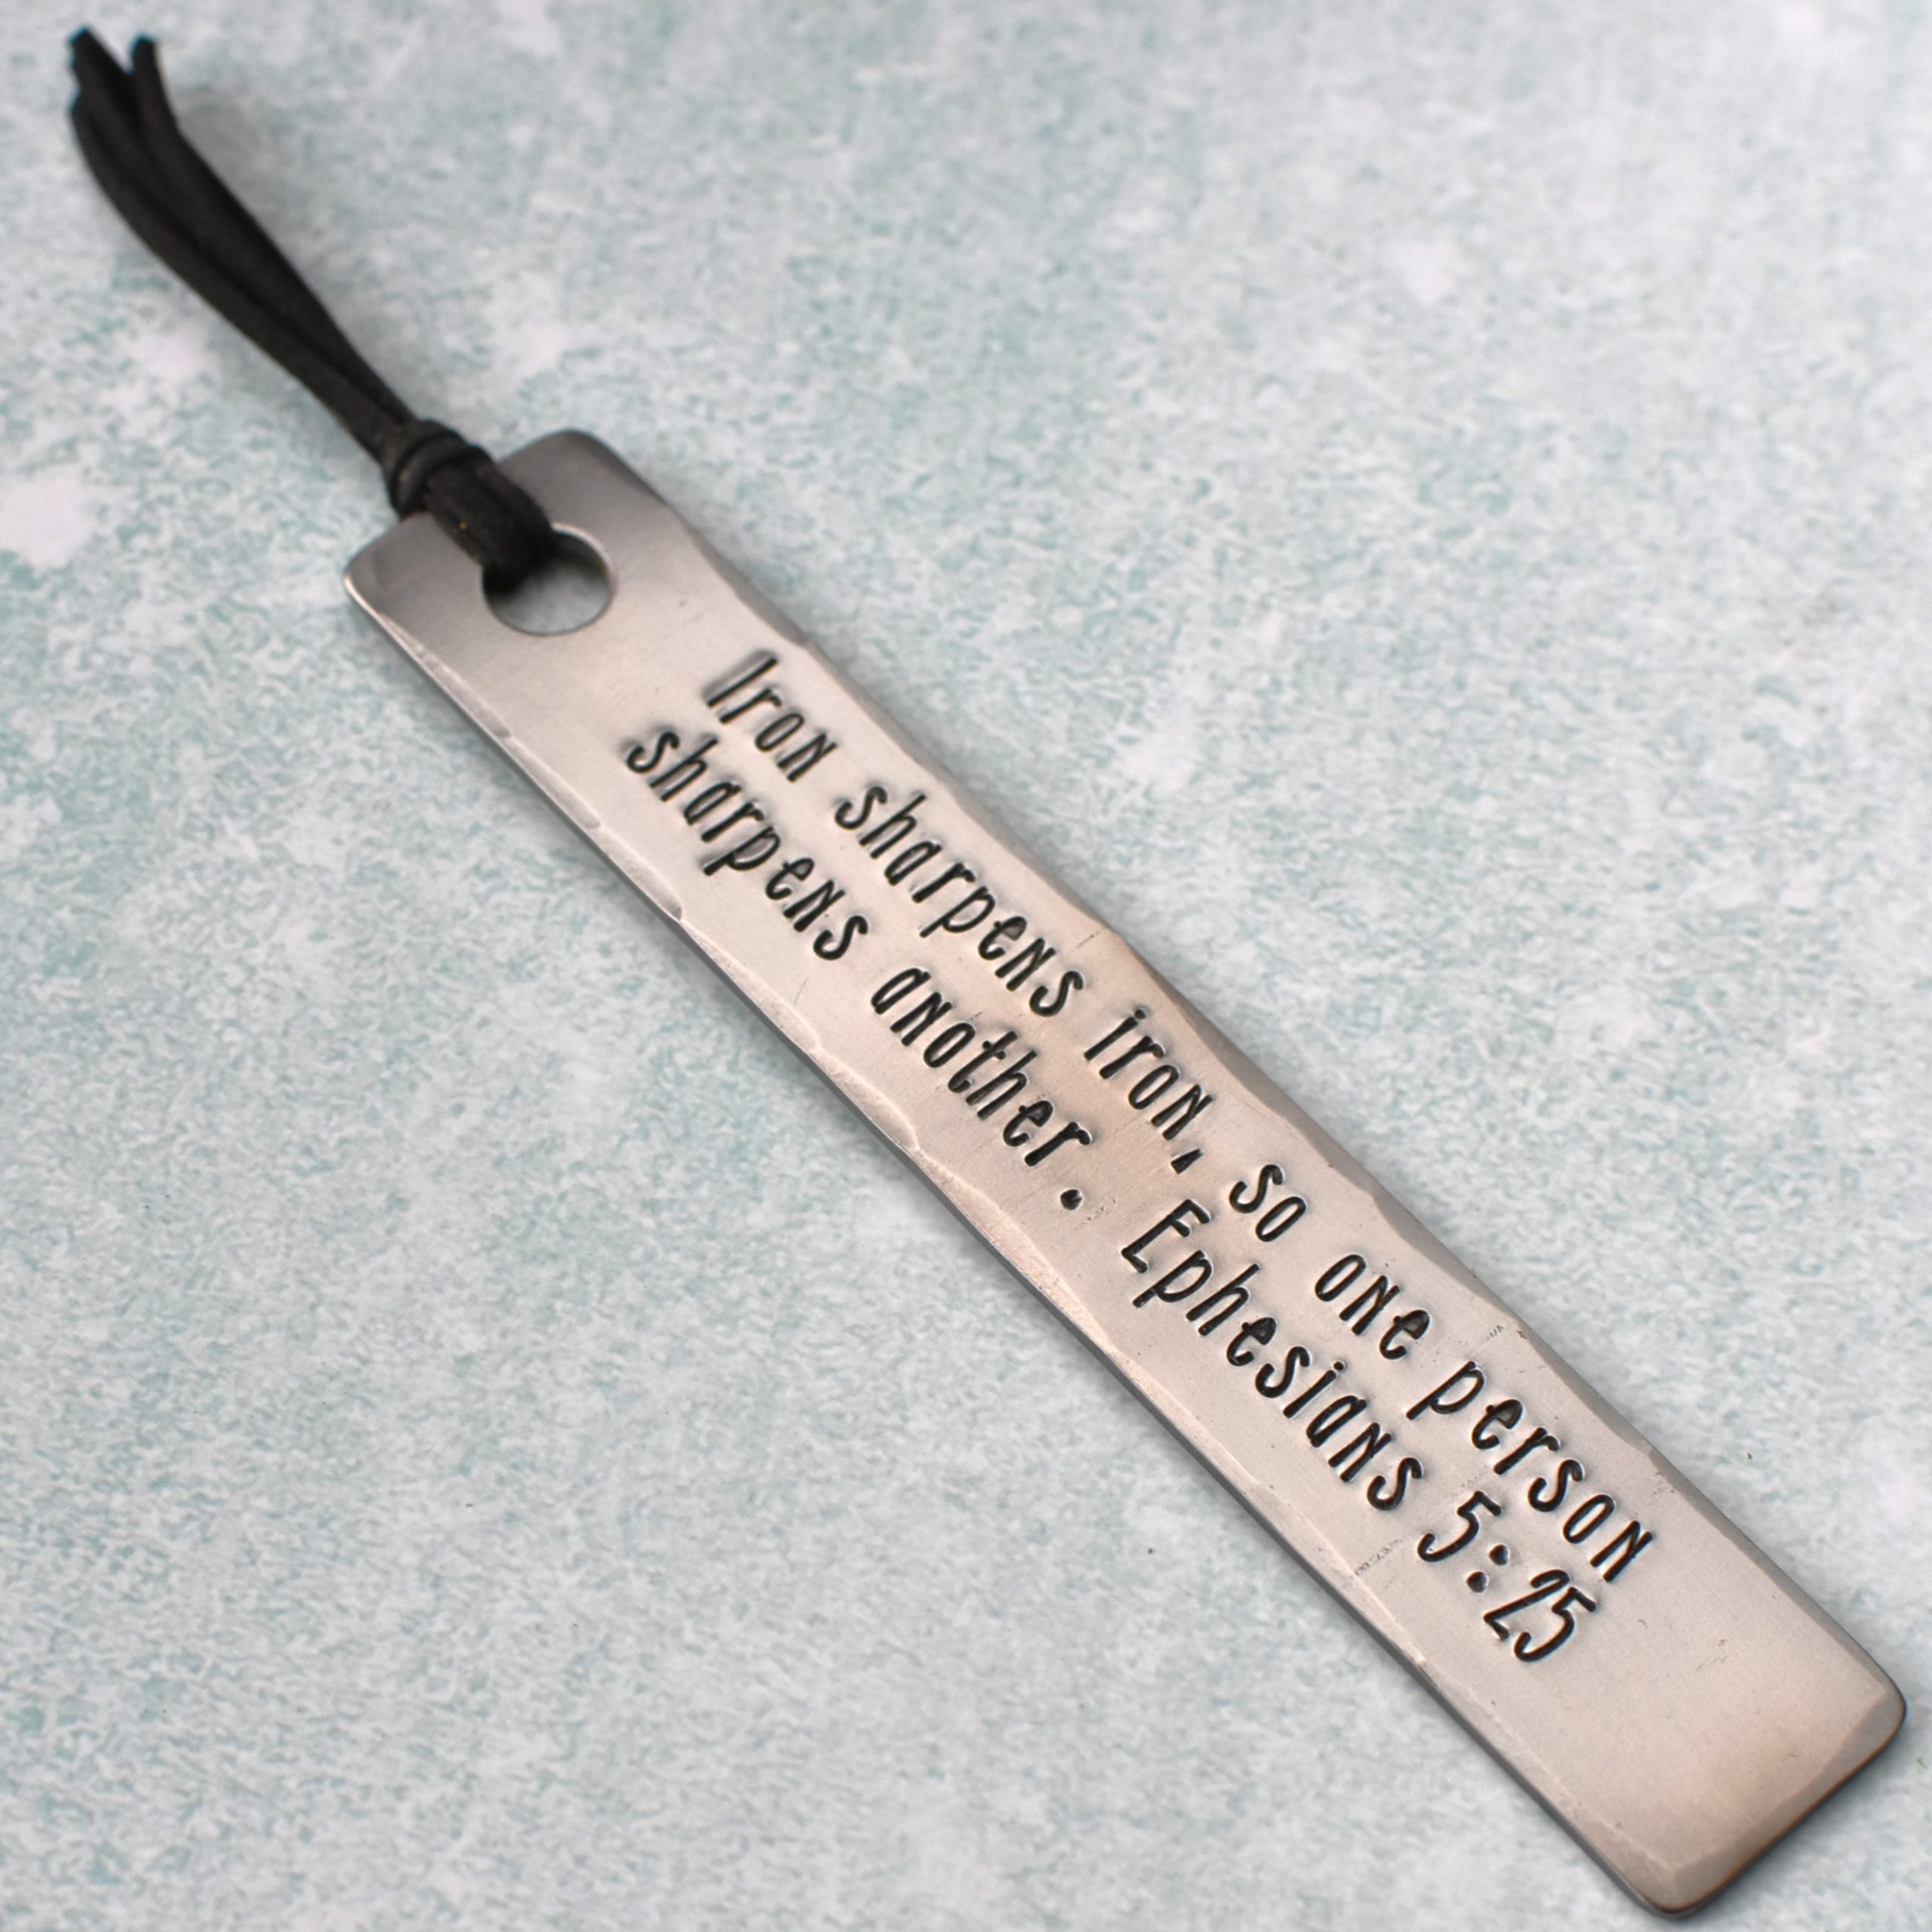 Iron sharpens iron, so one person
sharpens another. Ephesians 5:25